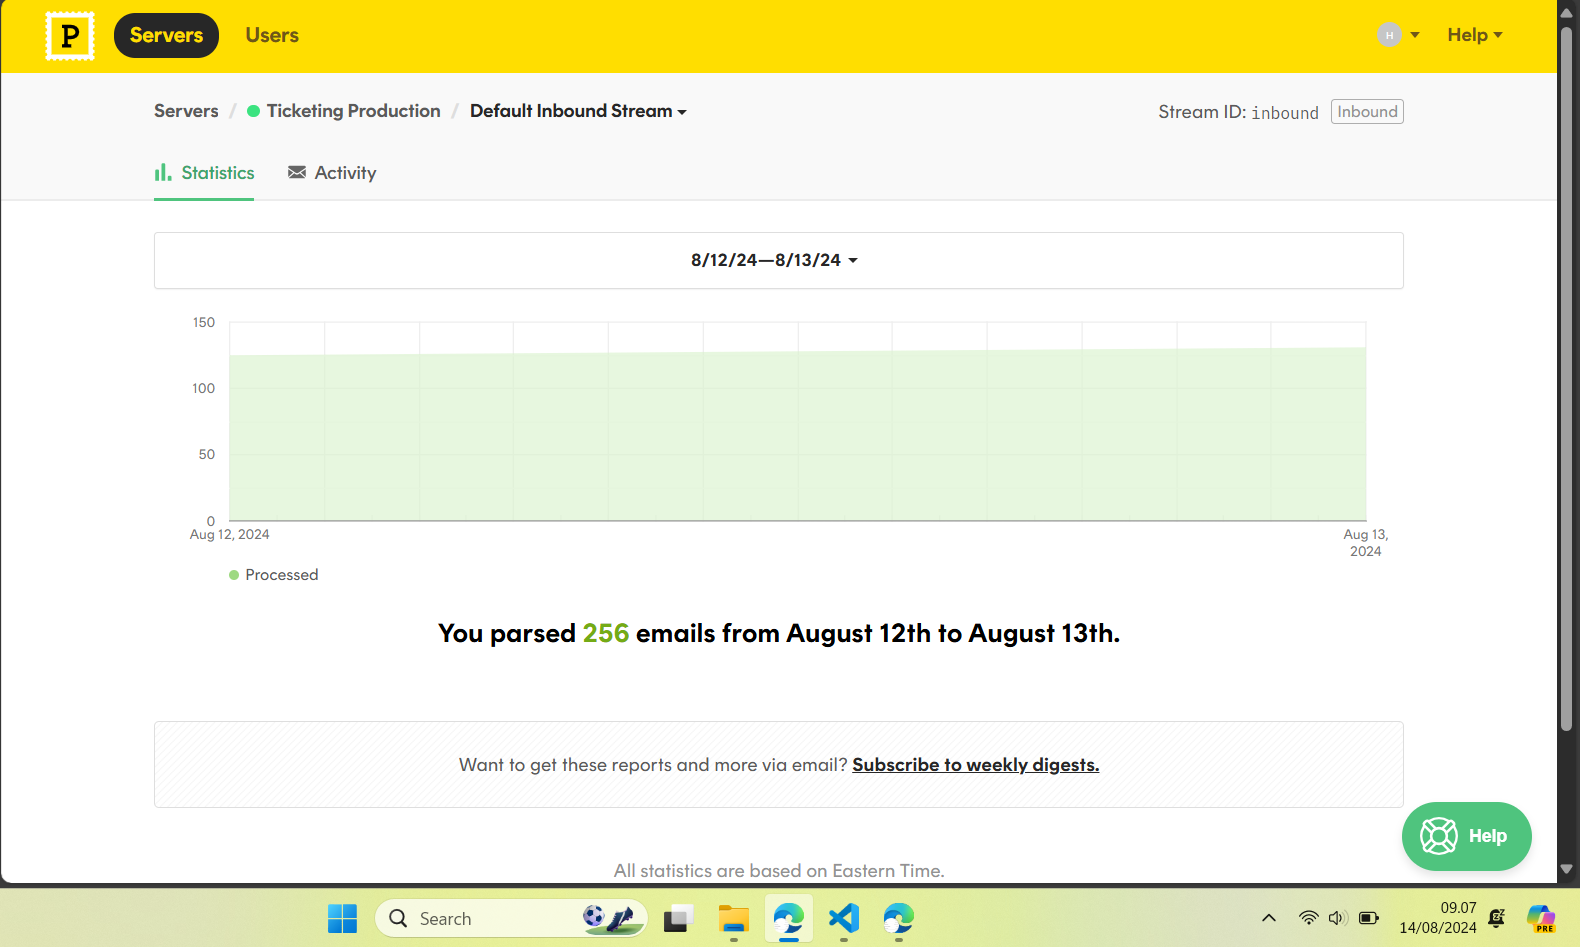 P
Servers
Users
H
Help
Servers / Ticketing Production / Default Inbound Stream
Stream ID: inbound
Inbound
Statistics
Activity
8/12/24—8/13/24
150
100
50
0
Aug 12, 2024
Aug 13,
2024
Processed
You parsed 256 emails from August 12th to August 13th.
Want to get these reports and more via email? Subscribe to weekly digests.
Help
All statistics are based on Eastern Time.
Search
09.07
14/08/2024
PRE